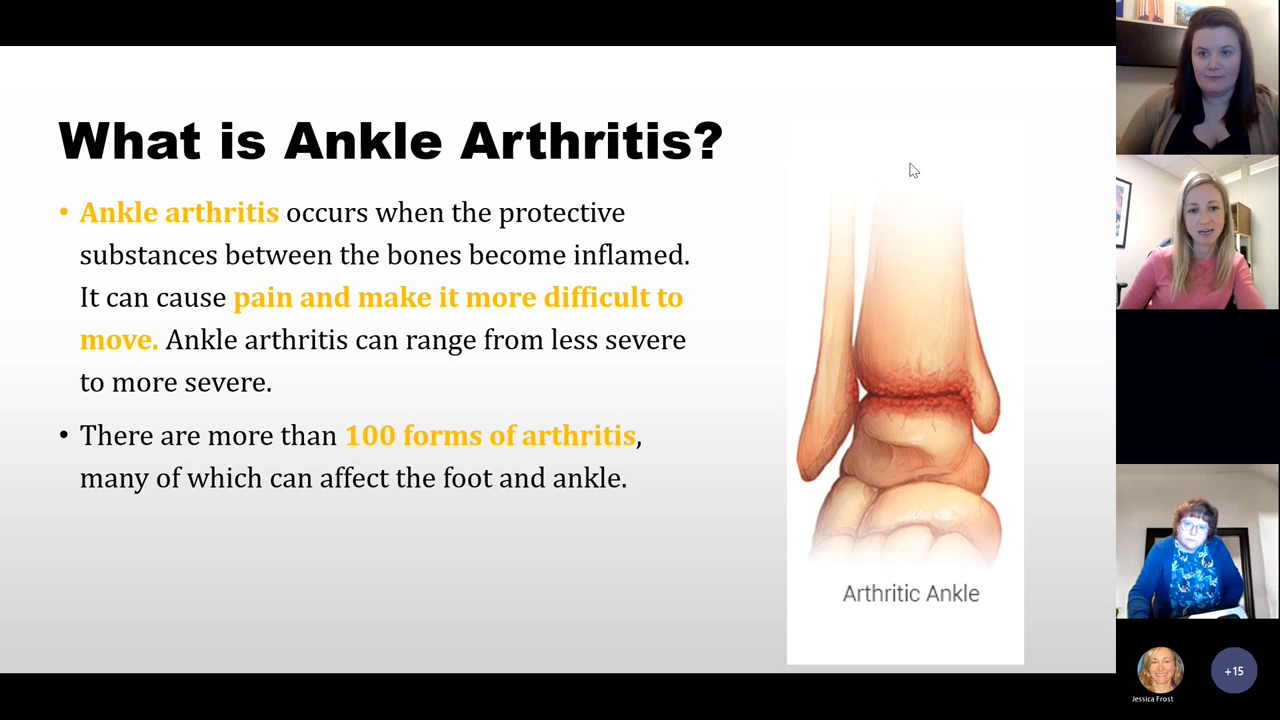 What is Ankle Arthritis?
• Ankle arthritis occurs when the protective
substances between the bones become inflamed.
It can cause pain and make it more difficult to
move. Ankle arthritis can range from less severe
to more severe.
• There are more than 100 forms of arthritis,
many of which can affect the foot and ankle.
Arthritic Ankle
Jessica Frost
+15